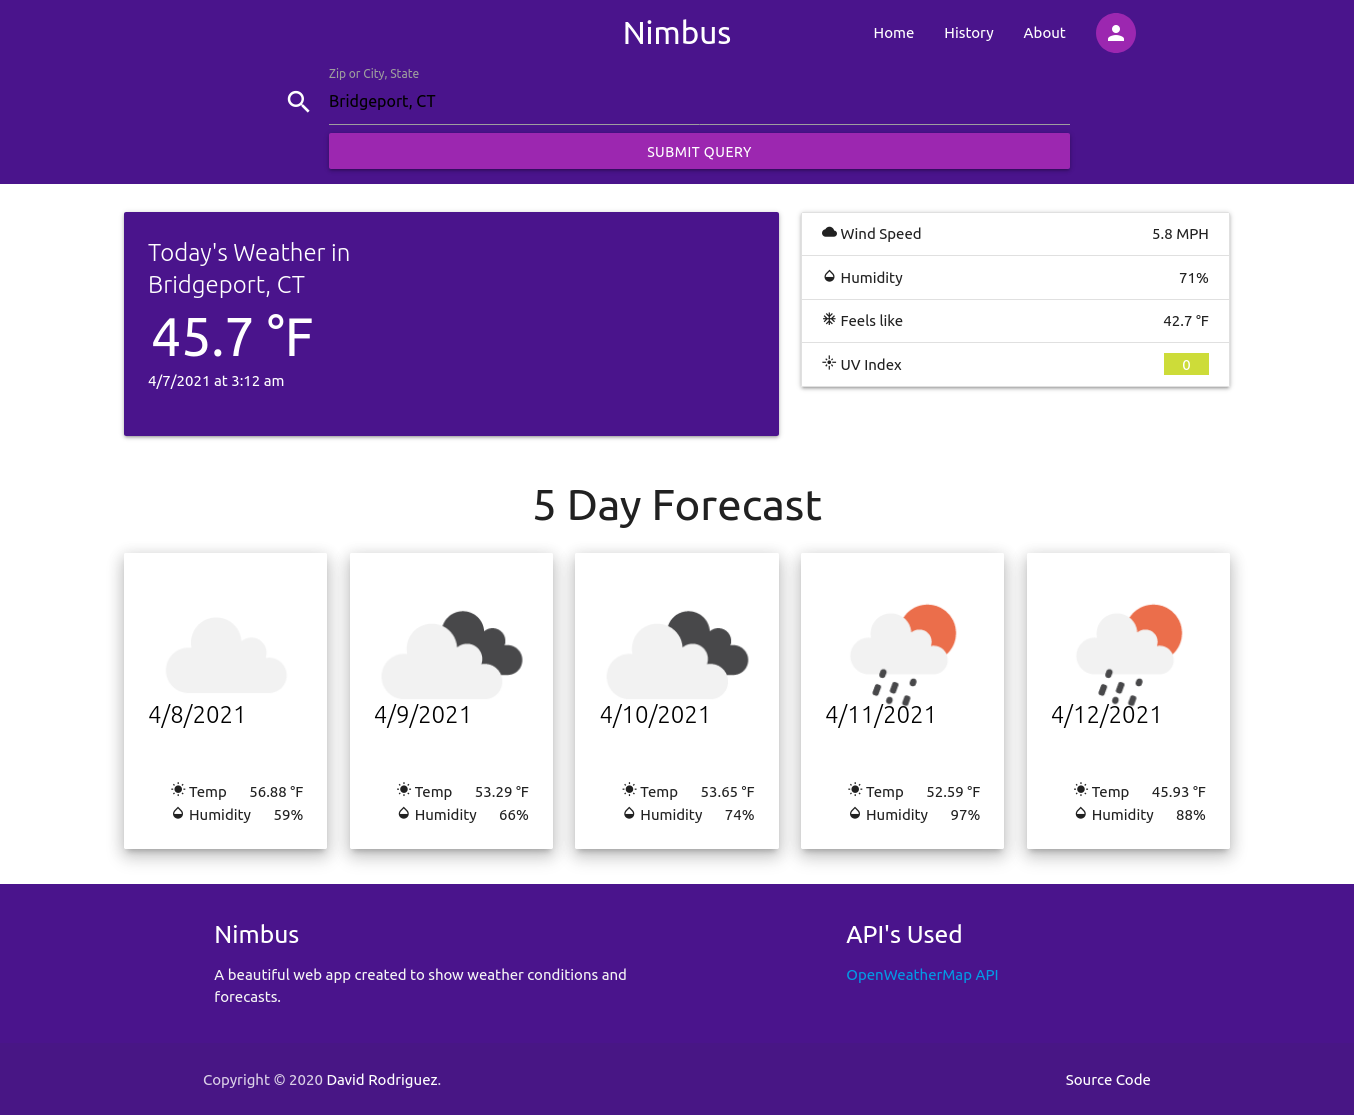 Nimbus
Home
History
About
Zip or City, State
Bridgeport, CT
SUBMIT QUERY
Today's Weather in
Bridgeport, CT
45.7 °F
4/7/2021 at 3:12 am
Wind Speed 5.8 MPH
Humidity 71%
Feels like 42.7 °F
UV Index 0
5 Day Forecast
4/8/2021
Temp 56.88 °F
Humidity 59%
4/9/2021
Temp 53.29 °F
Humidity 66%
4/10/2021
Temp 53.65 °F
Humidity 74%
4/11/2021
Temp 52.59 °F
Humidity 97%
4/12/2021
Temp 45.93 °F
Humidity 88%
Nimbus
A beautiful web app created to show weather conditions and
forecasts.
API's Used
OpenWeatherMap API
Copyright © 2020 David Rodriguez.
Source Code